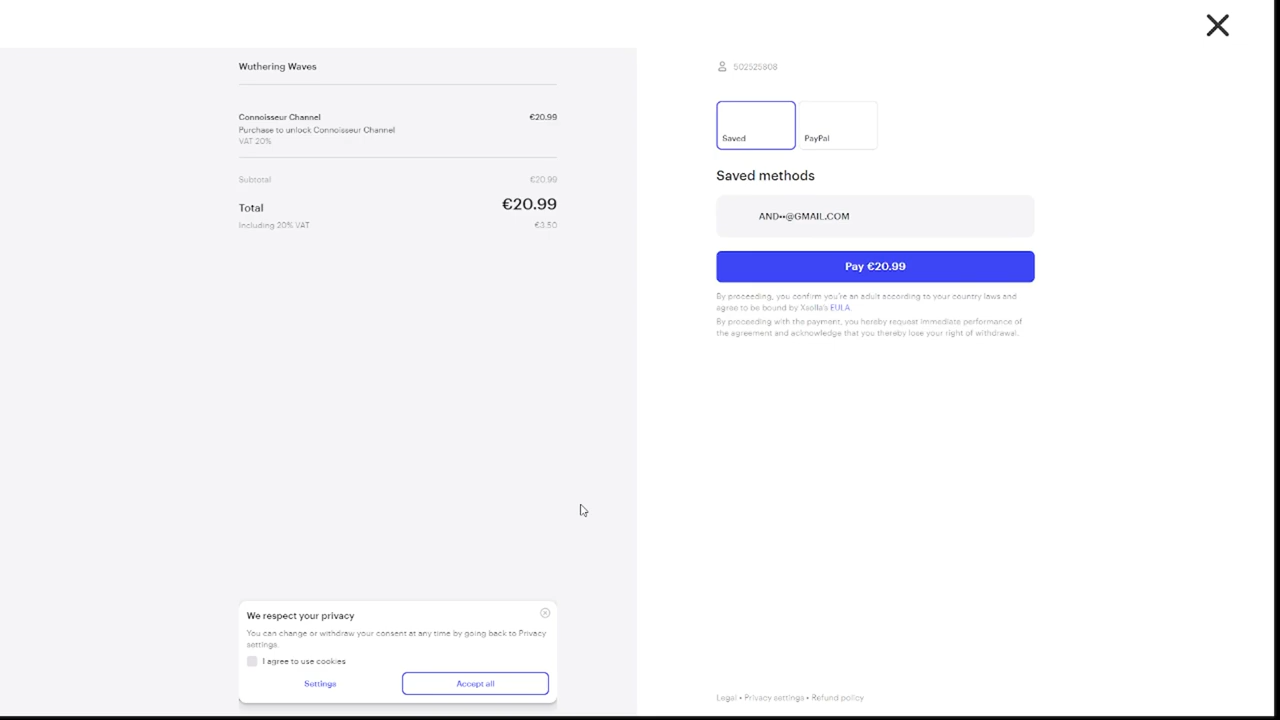 Wuthering Waves
Connoisseur Channel €20.99
Purchase to unlock Connoisseur Channel
VAT 20%
Subtotal €20.99
Total €20.99
Including 20% VAT €3.50
We respect your privacy
You can change or withdraw your consent at any time by going back to Privacy
settings.
I agree to use cookies
Settings Accept all
502525808
Saved PayPal
Saved methods
AND••@GMAIL.COM
Pay €20.99
By proceeding, you confirm you're an adult according to your country laws and
agree to be bound by Xsolla's EULA
By proceeding with the payment, you hereby request immediate performance of
the agreement and acknowledge that you thereby lose your right of withdrawal.
Legal • Privacy settings • Refund policy